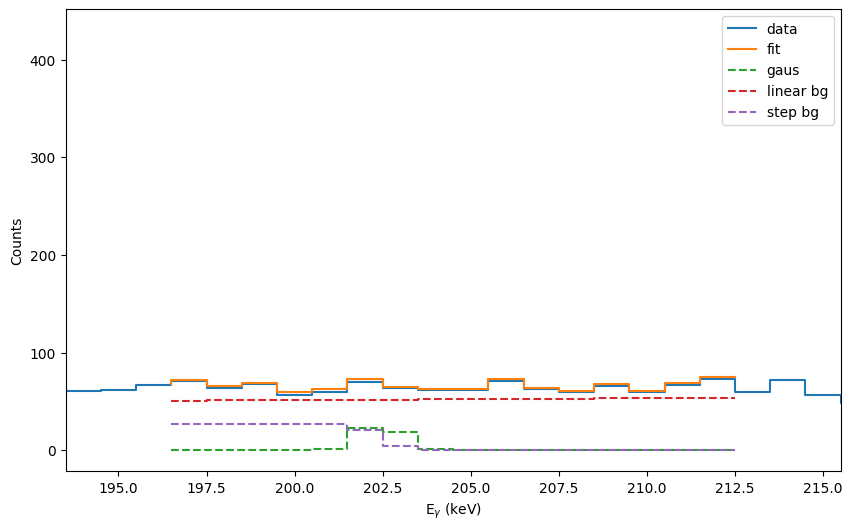 400
300
200
100
0
Counts
195.0 197.5 200.0 202.5 205.0 207.5 210.0 212.5 215.0
Eγ (keV)
data
fit
gaus
linear bg
step bg